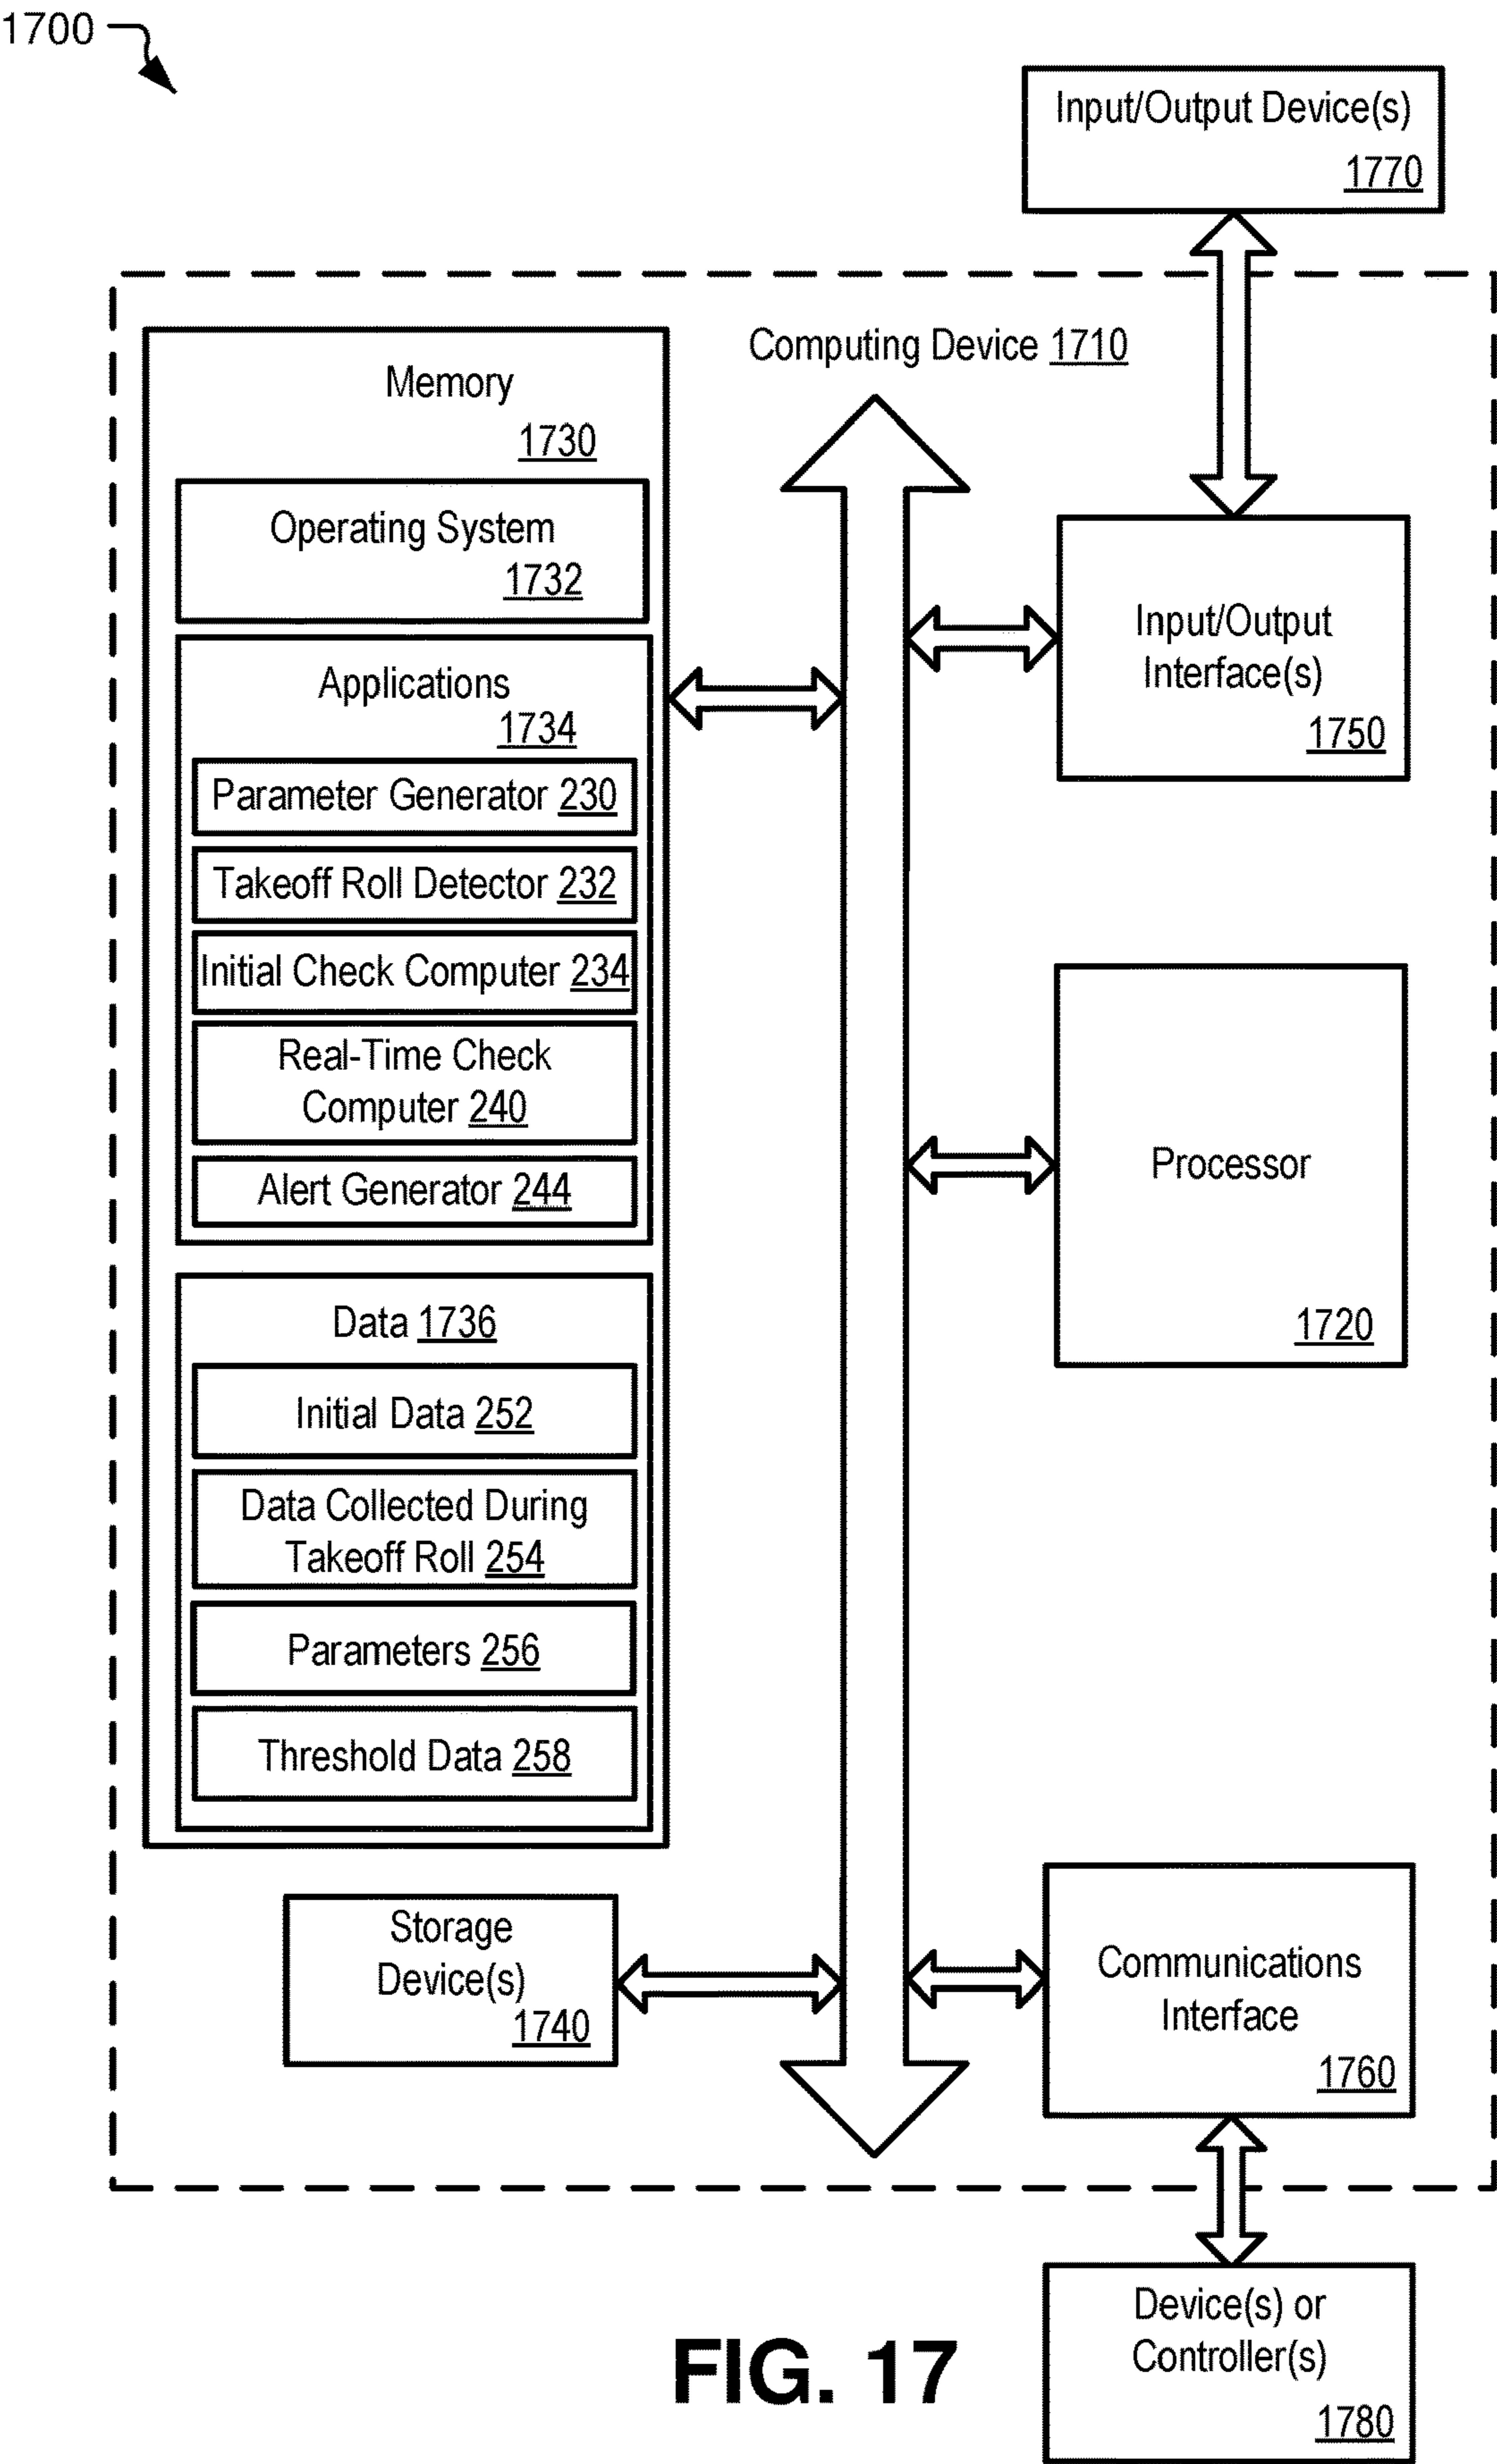 1700
Input/Output Device(s)
1770
Computing Device 1710
Memory
1730
Operating System
1732
Applications
1734
Parameter Generator 230
Takeoff Roll Detector 232
Initial Check Computer 234
Real-Time Check
Computer 240
Alert Generator 244
Data 1736
Initial Data 252
Data Collected During
Takeoff Roll 254
Parameters 256
Threshold Data 258
Storage
Device(s)
1740
Input/Output
Interface(s)
1750
Processor
1720
Communications
Interface
1760
Device(s) or
Controller(s)
1780
FIG. 17